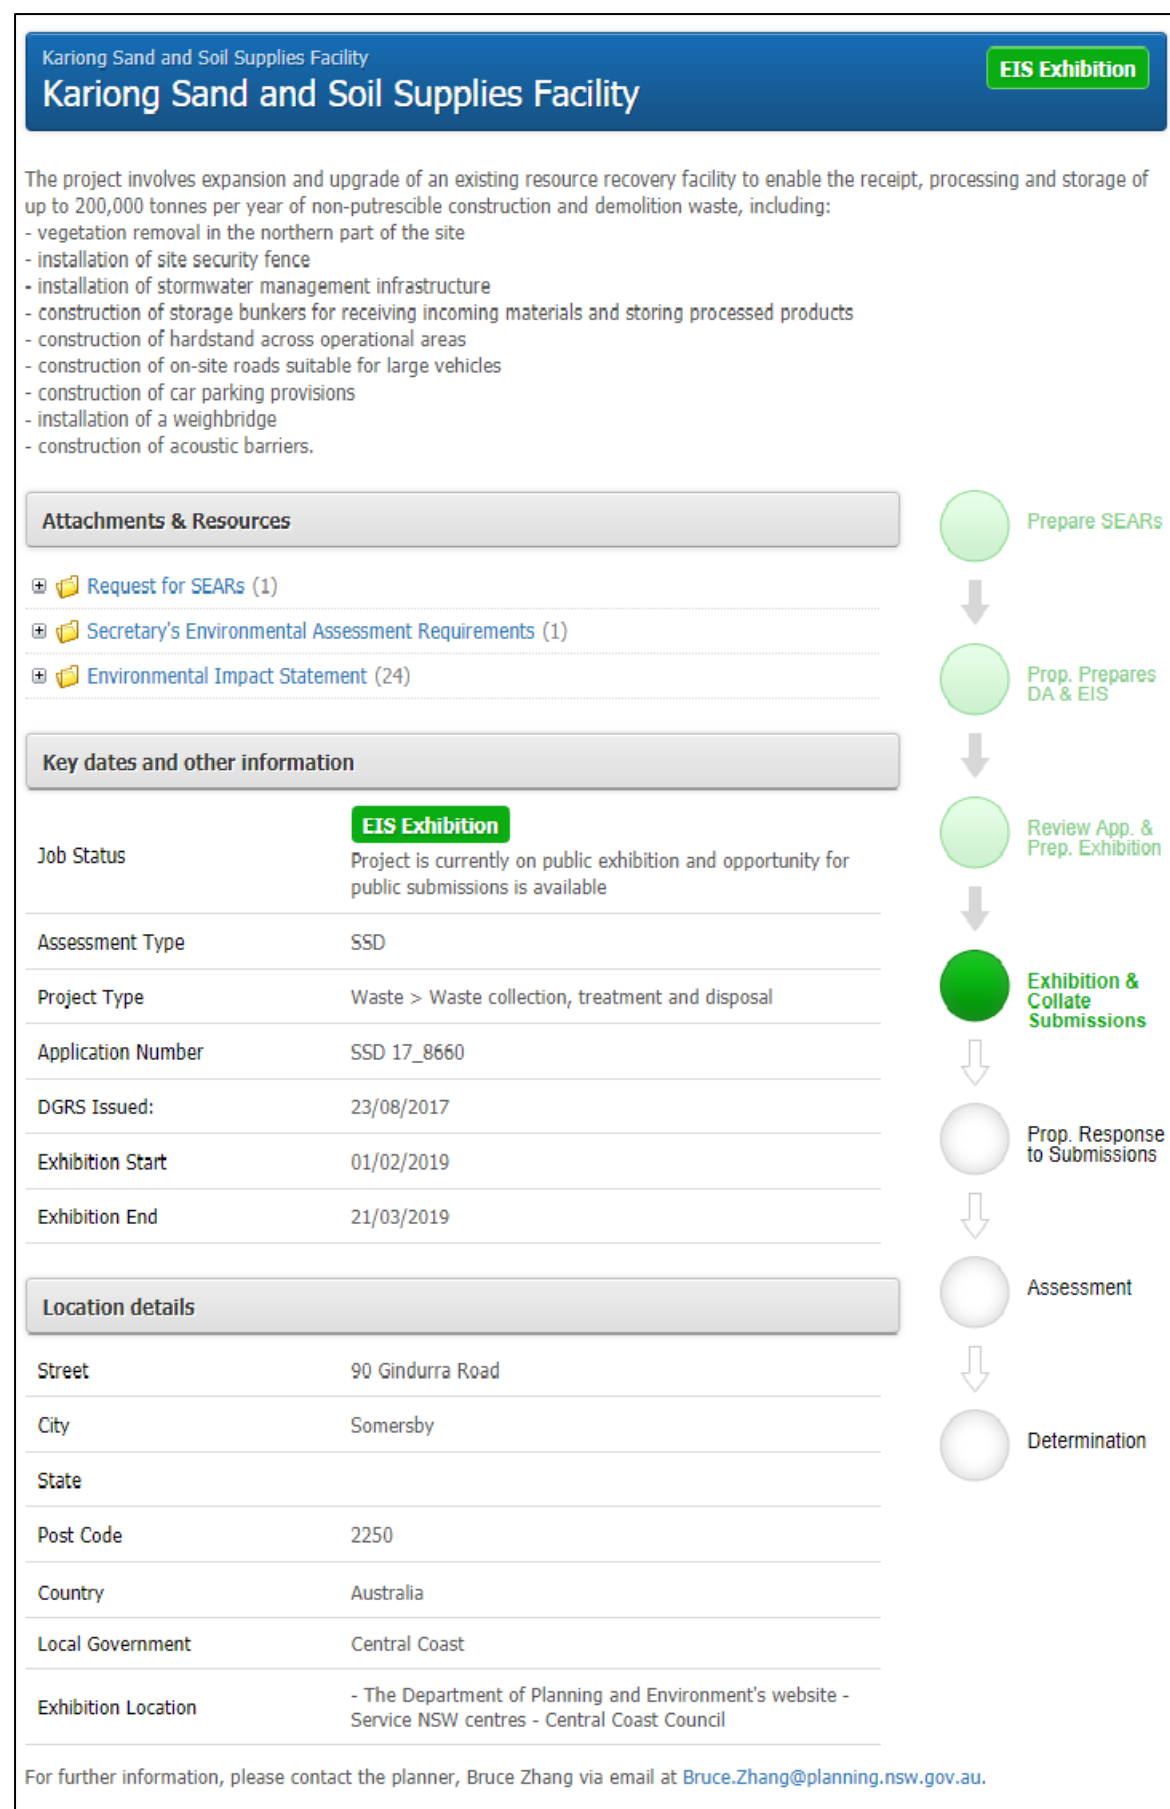 Kariong Sand and Soil Supplies Facility
Kariong Sand and Soil Supplies Facility
EIS Exhibition
The project involves expansion and upgrade of an existing resource recovery facility to enable the receipt, processing and storage of
up to 200,000 tonnes per year of non-putrescible construction and demolition waste, including:
- vegetation removal in the northern part of the site
- installation of site security fence
- installation of stormwater management infrastructure
- construction of storage bunkers for receiving incoming materials and storing processed products
- construction of hardstand across operational areas
- construction of on-site roads suitable for large vehicles
- construction of car parking provisions
- installation of a weighbridge
- construction of acoustic barriers.
Attachments & Resources
Request for SEARs (1)
Secretary's Environmental Assessment Requirements (1)
Environmental Impact Statement (24)
Key dates and other information
Job Status
EIS Exhibition
Project is currently on public exhibition and opportunity for
public submissions is available
Assessment Type SSD
Project Type Waste > Waste collection, treatment and disposal
Application Number SSD 17_8660
DGRS Issued: 23/08/2017
Exhibition Start 01/02/2019
Exhibition End 21/03/2019
Location details
Street 90 Gindurra Road
City Somersby
State
Post Code 2250
Country Australia
Local Government Central Coast
Exhibition Location
- The Department of Planning and Environment's website -
Service NSW centres - Central Coast Council
Prepare SEARs
Prop. Prepares
DA & EIS
Review App. &
Prep. Exhibition
Exhibition &
Collate
Submissions
Prop. Response
to Submissions
Assessment
Determination
For further information, please contact the planner, Bruce Zhang via email at Bruce.Zhang@planning.nsw.gov.au.